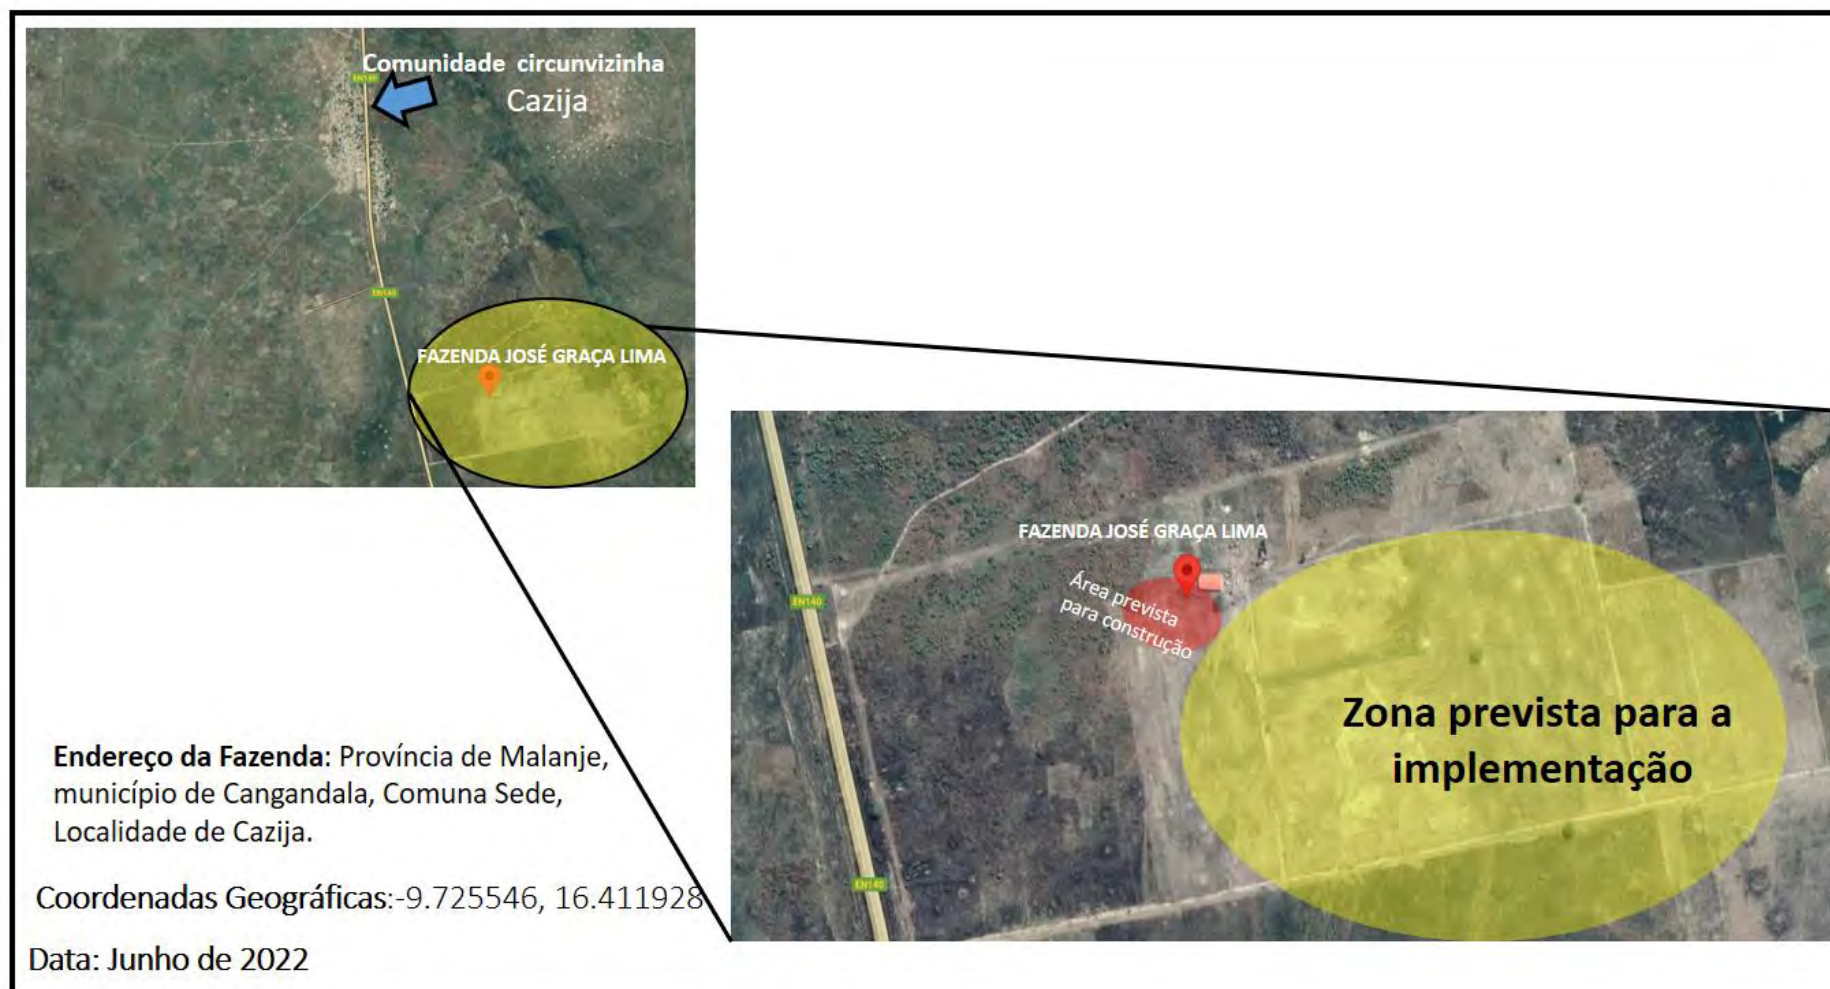 Comunidade circunvizinha
Cazija
EN140
EN140
FAZENDA JOSÉ GRAÇA LIMA
FAZENDA JOSÉ GRAÇA LIMA
Área prevista
para construção
EN140
Zona prevista para a
implementação
EN140
Endereço da Fazenda: Província de Malanje,
município de Cangandala, Comuna Sede,
Localidade de Cazija.
Coordenadas Geográficas:-9.725546, 16.411928
Data: Junho de 2022